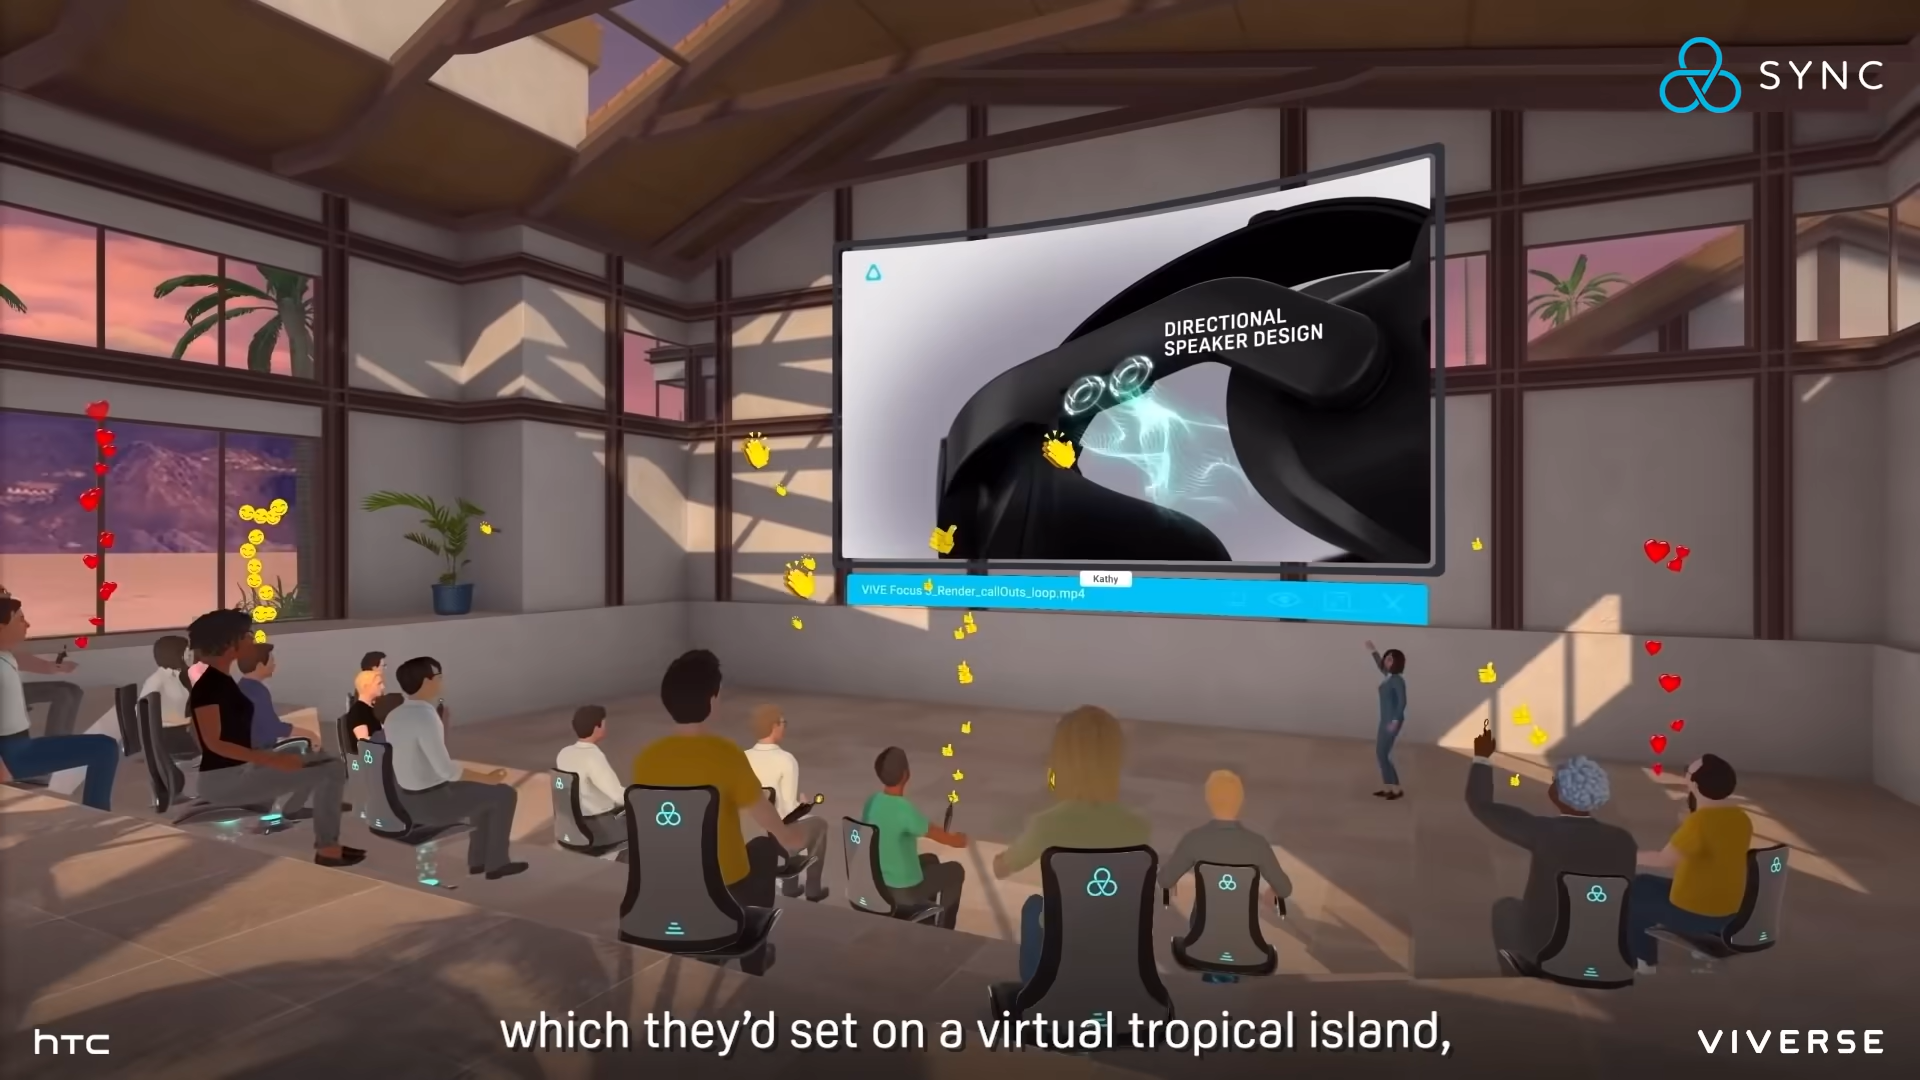 SYNC
DIRECTIONAL
SPEAKER DESIGN
Kathy
VIVE Focus 3_Render_callOuts_loop.mp4
which they'd set on a virtual tropical island,
hTC
VIVERSE